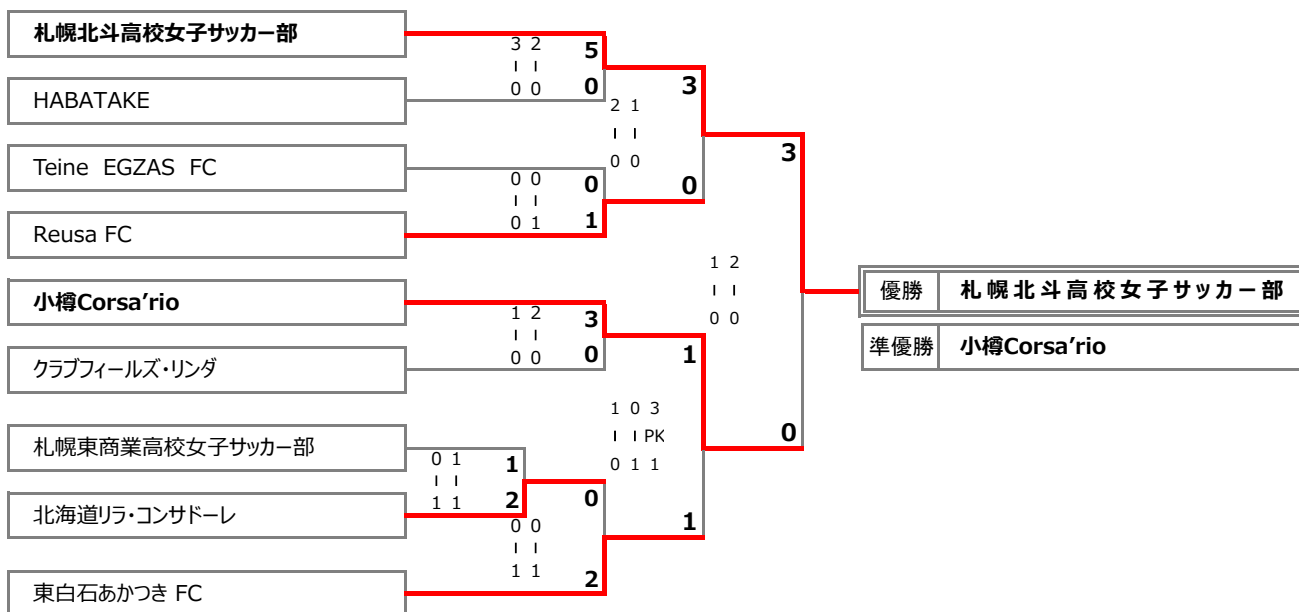 札幌北斗高校女子サッカー部
3 2
5
I I
0 0
0
HABATAKE
3
2 1
I I
0 0
Teine EGZAS FC
3
0 0
0
0
I I
0 1
1
Reusa FC
1 2
I I
0 0
優勝 札幌北斗高校女子サッカー部
小樽Corsa'rio
1 2
3
I I
0 0
0
1
準優勝 小樽Corsa'rio
クラブフィールズ・リンダ
1 0 3
I I PK
0 1 1
0
札幌東商業高校女子サッカー部
0 1
1
I I
1 1
2
0
北海道リラ・コンサドーレ
1
0 0
I I
1 1
2
東白石あかつき FC